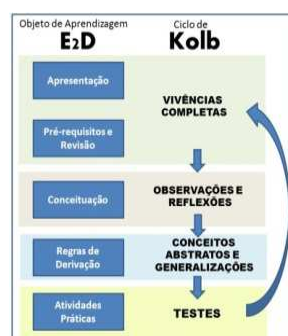 Objeto de Aprendizagem
E2D
Ciclo de
Kolb
Apresentação
Pré-requisitos e
Revisão
VIVÊNCIAS
COMPLETAS
Conceituação
OBSERVAÇÕES E
REFLEXÕES
Regras de
Derivação
CONCEITOS
ABSTRATOS E
GENERALIZAÇÕES
Atividades
Práticas
TESTES